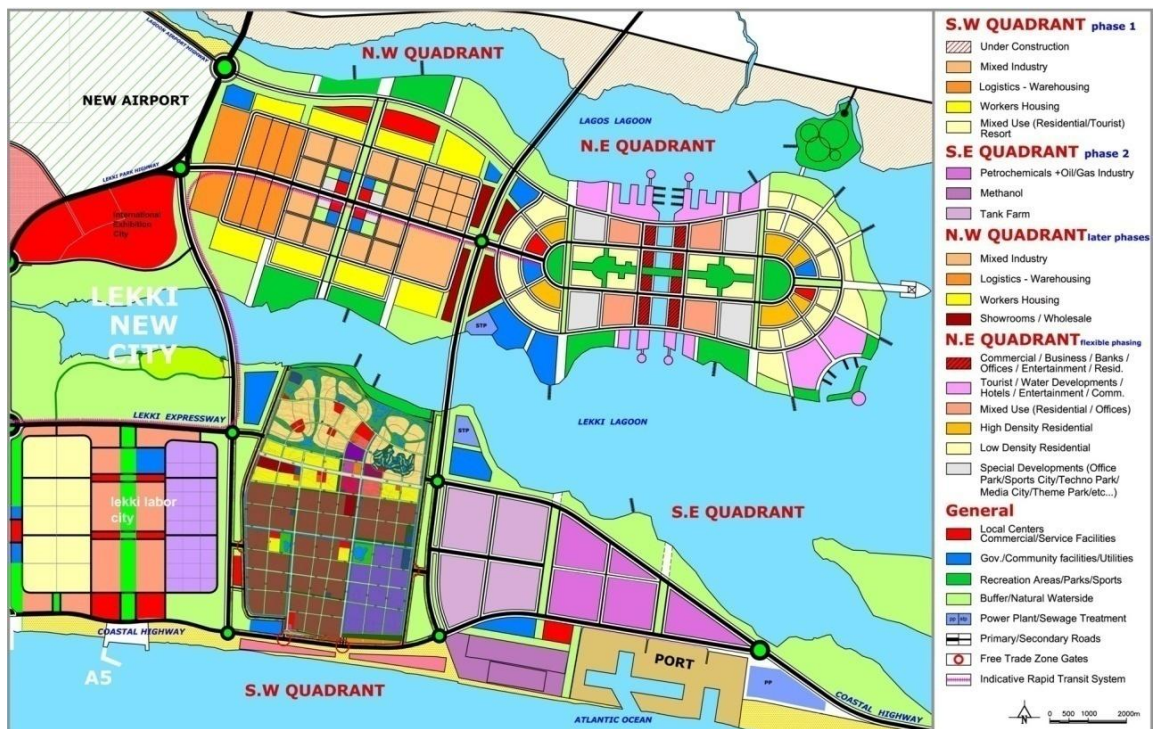 N.W QUADRANT
LAGOON AIRPORT HIGHWAY
NEW AIRPORT
LAGOS LAGOON
N.E QUADRANT
LEKKI PARK HIGHWAY
International
Exhibition
City
LEKKI
NEW
CITY
STP
LEKKI EXPRESSWAY
LEKKI LAGOON
STP
lekki labor
city
S.E QUADRANT
COASTAL HIGHWAY
A5
PORT
PP
S.W QUADRANT
ATLANTIC OCEAN
COASTAL HIGHWAY
S.W QUADRANT phase 1
Under Construction
Mixed Industry
Logistics - Warehousing
Workers Housing
Mixed Use (Residential/Tourist)
Resort
S.E QUADRANT phase 2
Petrochemicals +Oil/Gas Industry
Methanol
Tank Farm
N.W QUADRANT later phases
Mixed Industry
Logistics - Warehousing
Workers Housing
Showrooms / Wholesale
N.E QUADRANT flexible phasing
Commercial / Business / Banks /
Offices / Entertainment / Resid.
Tourist / Water Developments /
Hotels / Entertainment / Comm.
Mixed Use (Residential / Offices)
High Density Residential
Low Density Residential
Special Developments (Office
Park/Sports City/Techno Park/
Media City/Theme Park/etc...)
General
Local Centers
Commercial/Service Facilities
Gov./Community facilities/Utilities
Recreation Areas/Parks/Sports
Buffer/Natural Waterside
Power Plant/Sewage Treatment
Primary/Secondary Roads
Free Trade Zone Gates
Indicative Rapid Transit System
N
0 500 1000 2000m